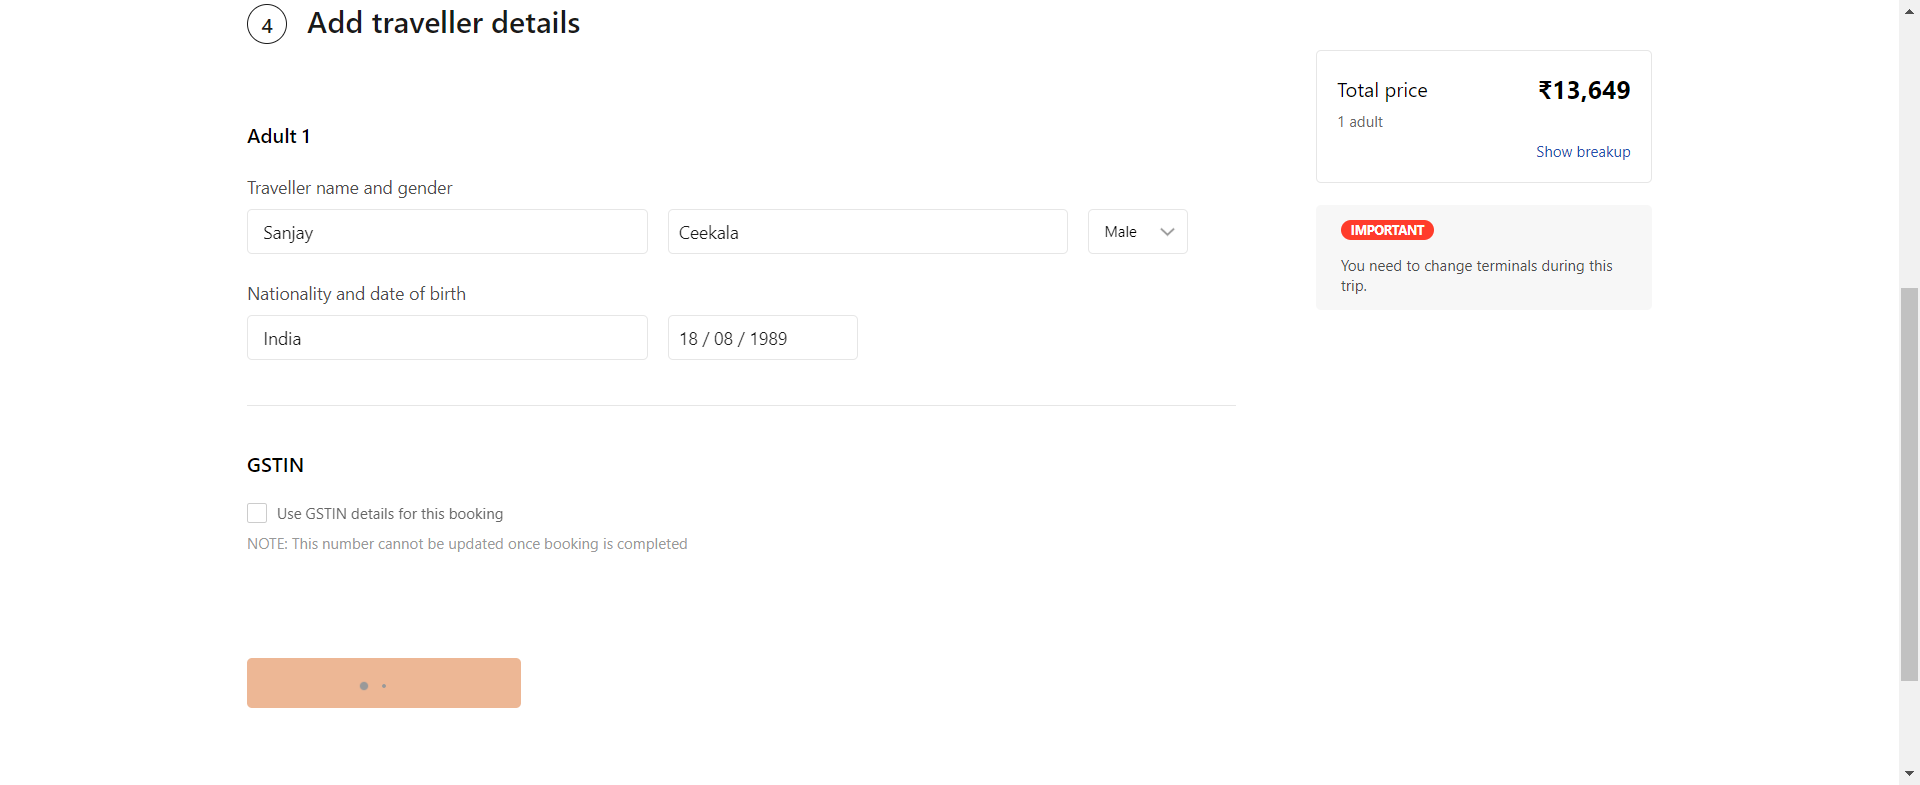 4
Add traveller details
Adult 1
Traveller name and gender
Sanjay
Ceekala
Male
Nationality and date of birth
India
18 / 08 / 1989
GSTIN
Use GSTIN details for this booking
NOTE: This number cannot be updated once booking is completed
Total price
₹13,649
1 adult
Show breakup
IMPORTANT
You need to change terminals during this
trip.